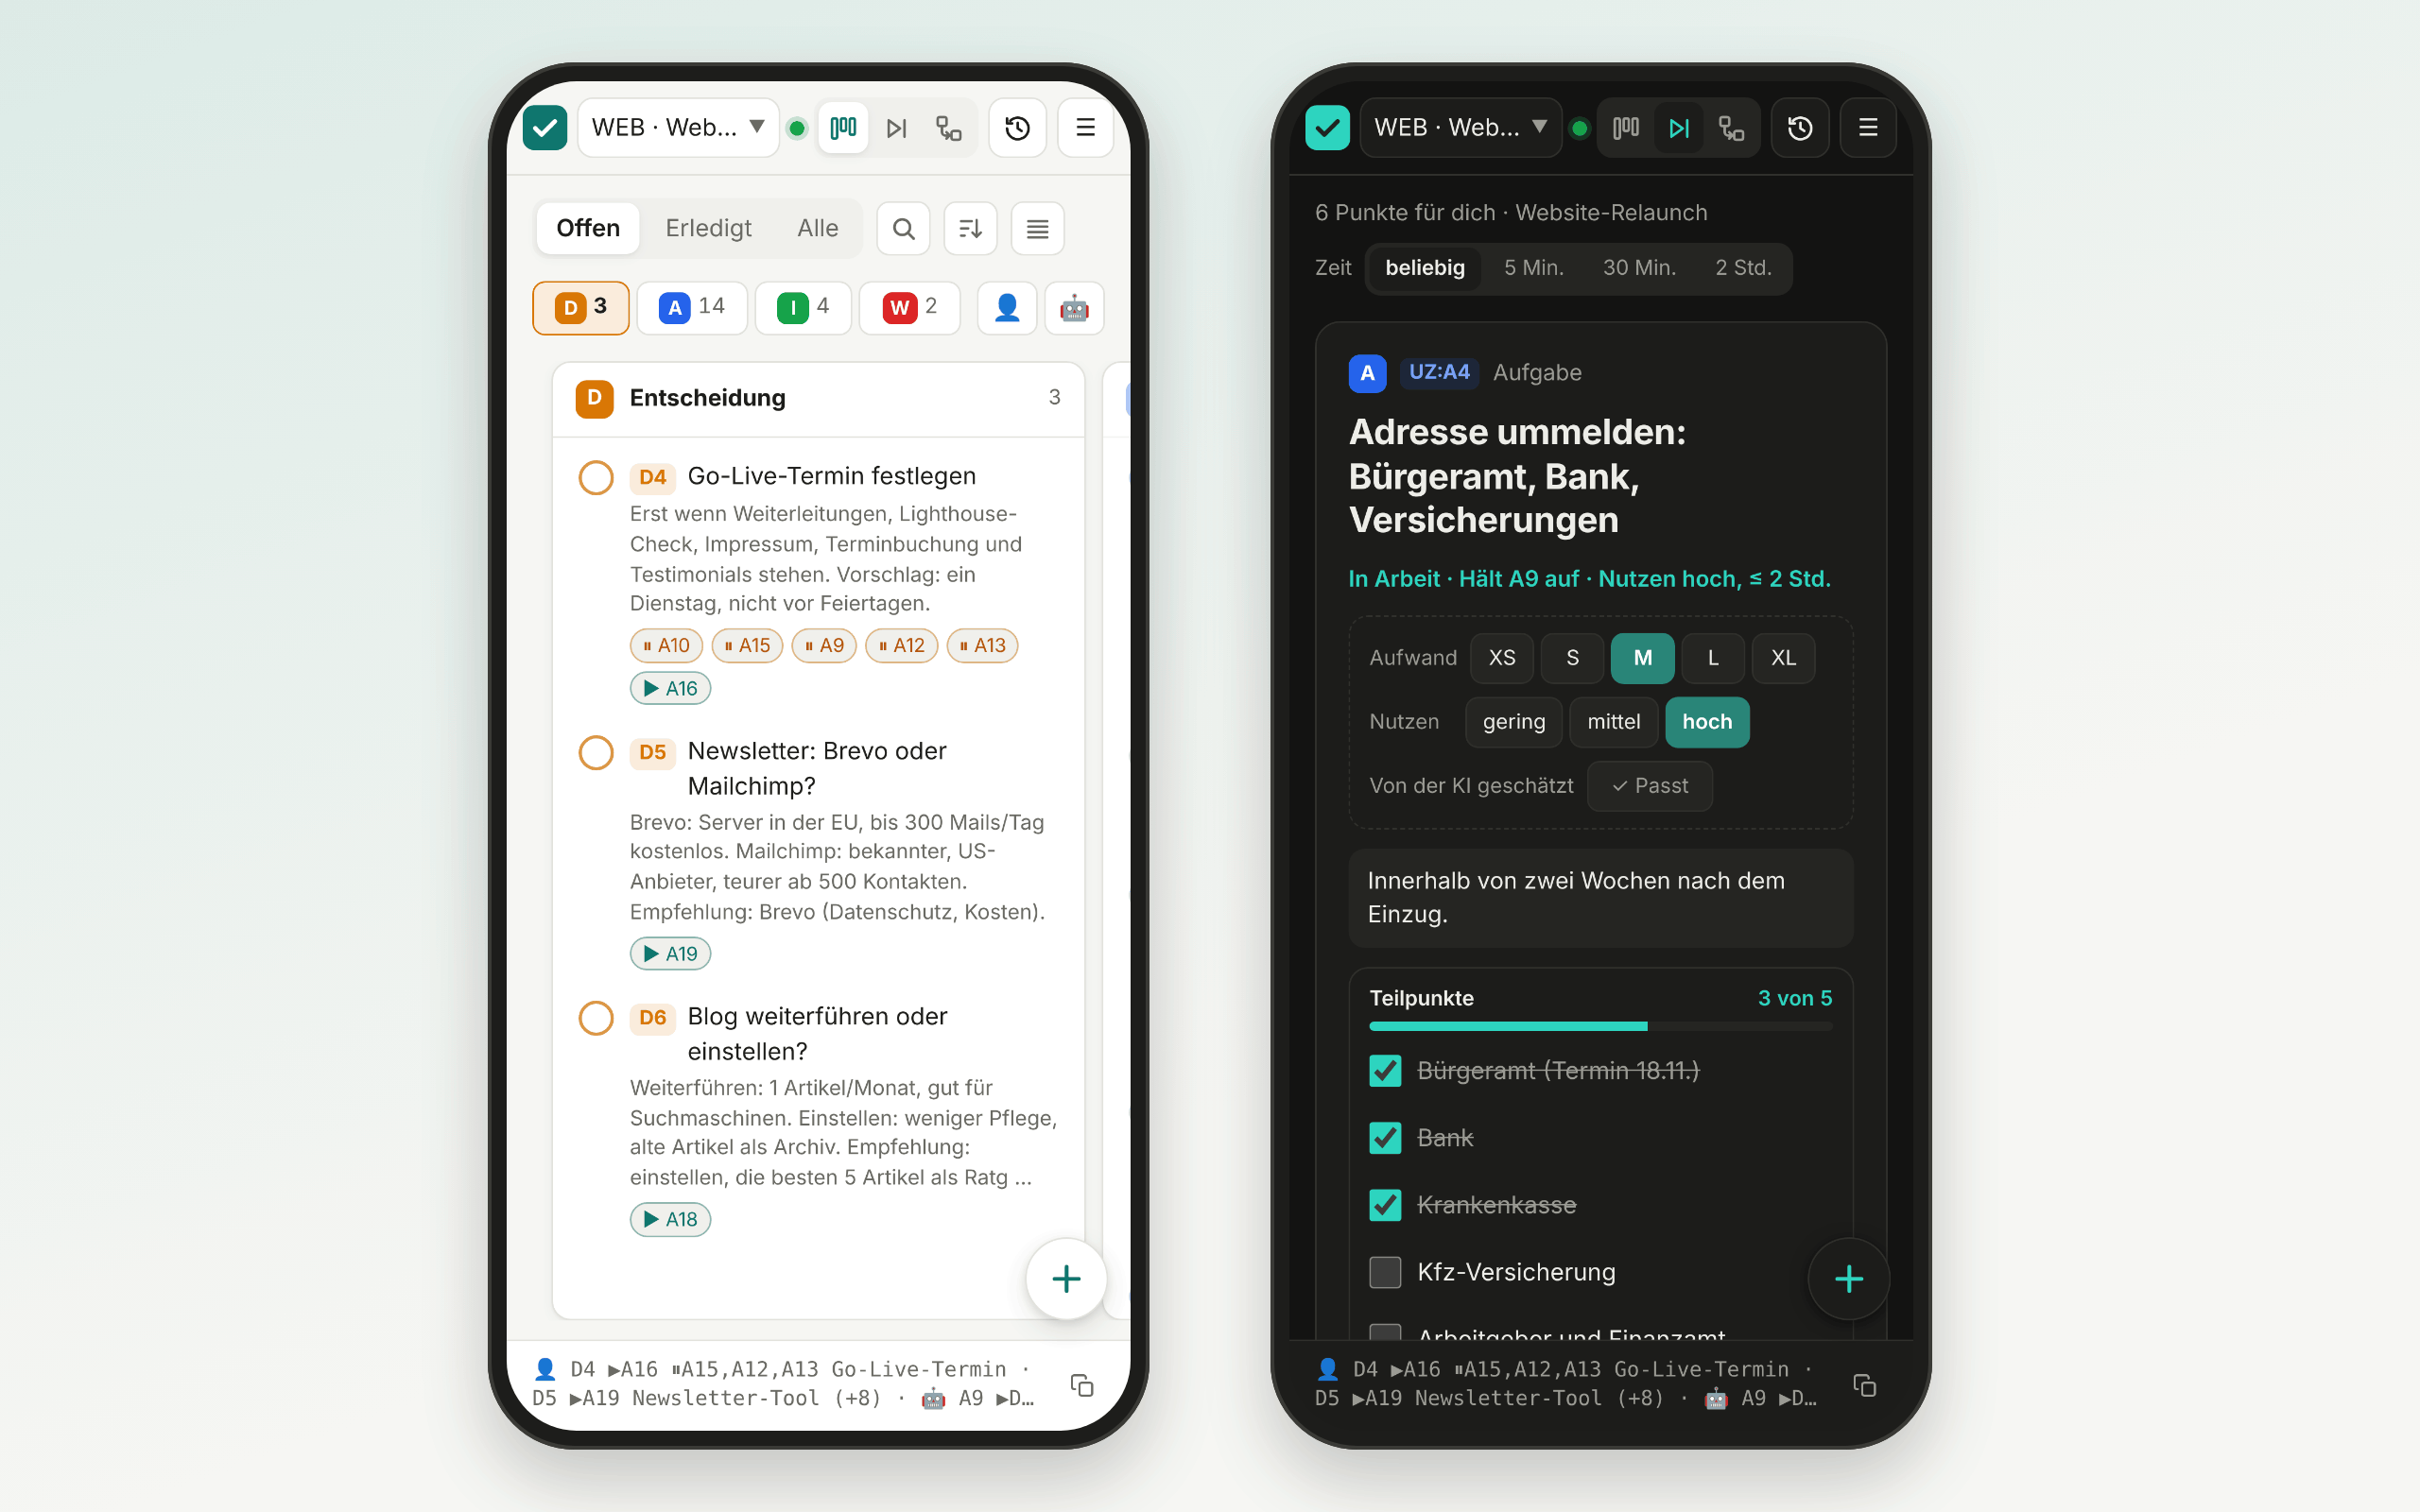 WEB · Web...
Offen Erledigt Alle
D 3 A 14 I 4 W 2
D Entscheidung 3
D4 Go-Live-Termin festlegen
Erst wenn Weiterleitungen, Lighthouse-
Check, Impressum, Terminbuchung und
Testimonials stehen. Vorschlag: ein
Dienstag, nicht vor Feiertagen.
⏸ A10 ⏸ A15 ⏸ A9 ⏸ A12 ⏸ A13
▶ A16
D5 Newsletter: Brevo oder
Mailchimp?
Brevo: Server in der EU, bis 300 Mails/Tag
kostenlos. Mailchimp: bekannter, US-
Anbieter, teurer ab 500 Kontakten.
Empfehlung: Brevo (Datenschutz, Kosten).
▶ A19
D6 Blog weiterführen oder
einstellen?
Weiterführen: 1 Artikel/Monat, gut für
Suchmaschinen. Einstellen: weniger Pflege,
alte Artikel als Archiv. Empfehlung:
einstellen, die besten 5 Artikel als Ratg ...
▶ A18
👤 D4 ▶A16 ⏸A15,A12,A13 Go-Live-Termin ·
D5 ▶A19 Newsletter-Tool (+8) · 🤖 A9 ▶D…
WEB · Web...
6 Punkte für dich · Website-Relaunch
Zeit beliebig 5 Min. 30 Min. 2 Std.
A UZ:A4 Aufgabe
Adresse ummelden:
Bürgeramt, Bank,
Versicherungen
In Arbeit · Hält A9 auf · Nutzen hoch, ≤ 2 Std.
Aufwand XS S M L XL
Nutzen gering mittel hoch
Von der KI geschätzt ✓ Passt
Innerhalb von zwei Wochen nach dem
Einzug.
Teilpunkte 3 von 5
Bürgeramt (Termin 18.11.)
Bank
Krankenkasse
Kfz-Versicherung
Arbeitgeber und Finanzamt
👤 D4 ▶A16 ⏸A15,A12,A13 Go-Live-Termin ·
D5 ▶A19 Newsletter-Tool (+8) · 🤖 A9 ▶D…